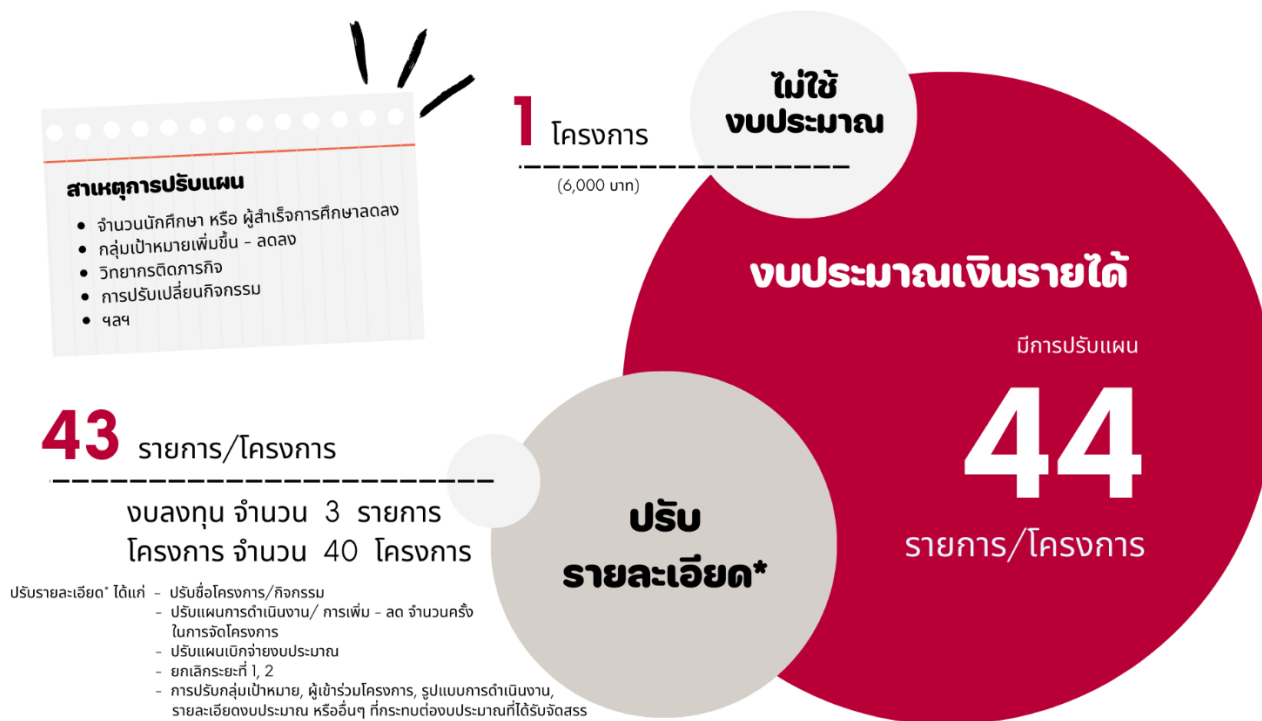 สาเหตุการปรับแผน
• จำนวนนักศึกษา หรือ ผู้สำเร็จการศึกษาลดลง
• กลุ่มเป้าหมายเพิ่มขึ้น - ลดลง
• วิทยากรติดภารกิจ
• การปรับเปลี่ยนกิจกรรม
• ฯลฯ
1 โครงการ
(6,000 บาท)
ไม่ใช้
งบประมาณ
งบประมาณเงินรายได้
มีการปรับแผน
44
รายการ/โครงการ
43 รายการ/โครงการ
งบลงทุน จำนวน 3 รายการ
โครงการ จำนวน 40 โครงการ
ปรับ
รายละเอียด*
ปรับรายละเอียด* ได้แก่ - ปรับชื่อโครงการ/กิจกรรม
- ปรับแผนการดำเนินงาน/ การเพิ่ม - ลด จำนวนครั้ง
ในการจัดโครงการ
- ปรับแผนเบิกจ่ายงบประมาณ
- ยกเลิกระยะที่ 1, 2
- การปรับกลุ่มเป้าหมาย, ผู้เข้าร่วมโครงการ, รูปแบบการดำเนินงาน,
รายละเอียดงบประมาณ หรืออื่นๆ ที่กระทบต่องบประมาณที่ได้รับจัดสรร